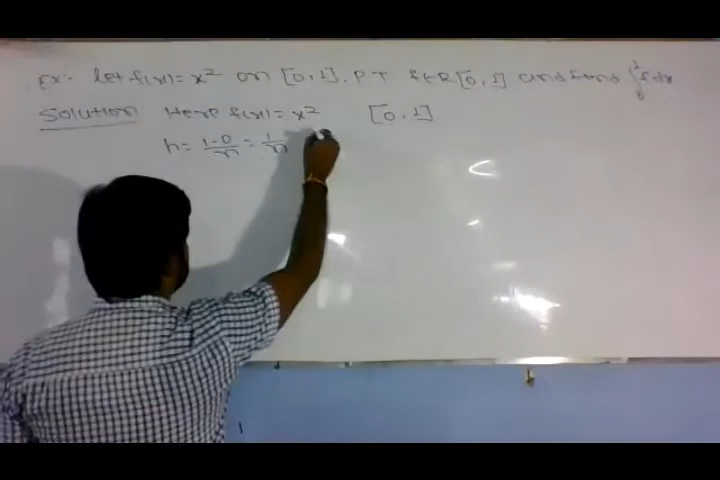 Ex:- Let f(x) = x² on [0,1]. P.T f∈R[0,1] and find ∫₀¹ f dx
Solution Here f(x) = x² [0,1]
h = 1-0/n = 1/n